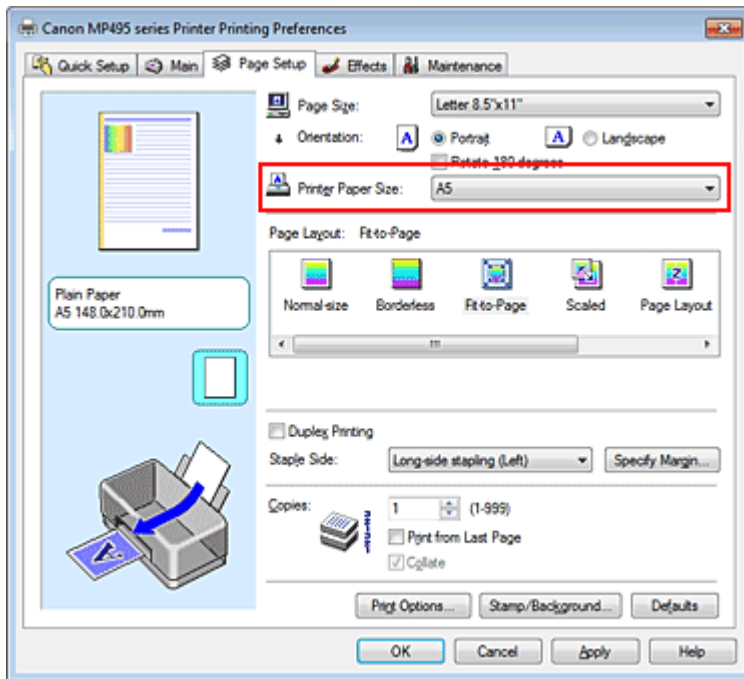 Canon MP495 series Printer Printing Preferences
Quick Setup Main Page Setup Effects Maintenance
Page Size: Letter 8.5"x11"
Orientation: A Portrait A Landscape
Rotate 180 degrees
Printer Paper Size: A5
Page Layout: Fit-to-Page
Normal-size Borderless Fit-to-Page Scaled Page Layout
Plain Paper
A5 148.0x210.0mm
Duplex Printing
Staple Side: Long-side stapling (Left) Specify Margin...
Copies: 1 (1-999)
Print from Last Page
Collate
Print Options... Stamp/Background... Defaults
OK Cancel Apply Help